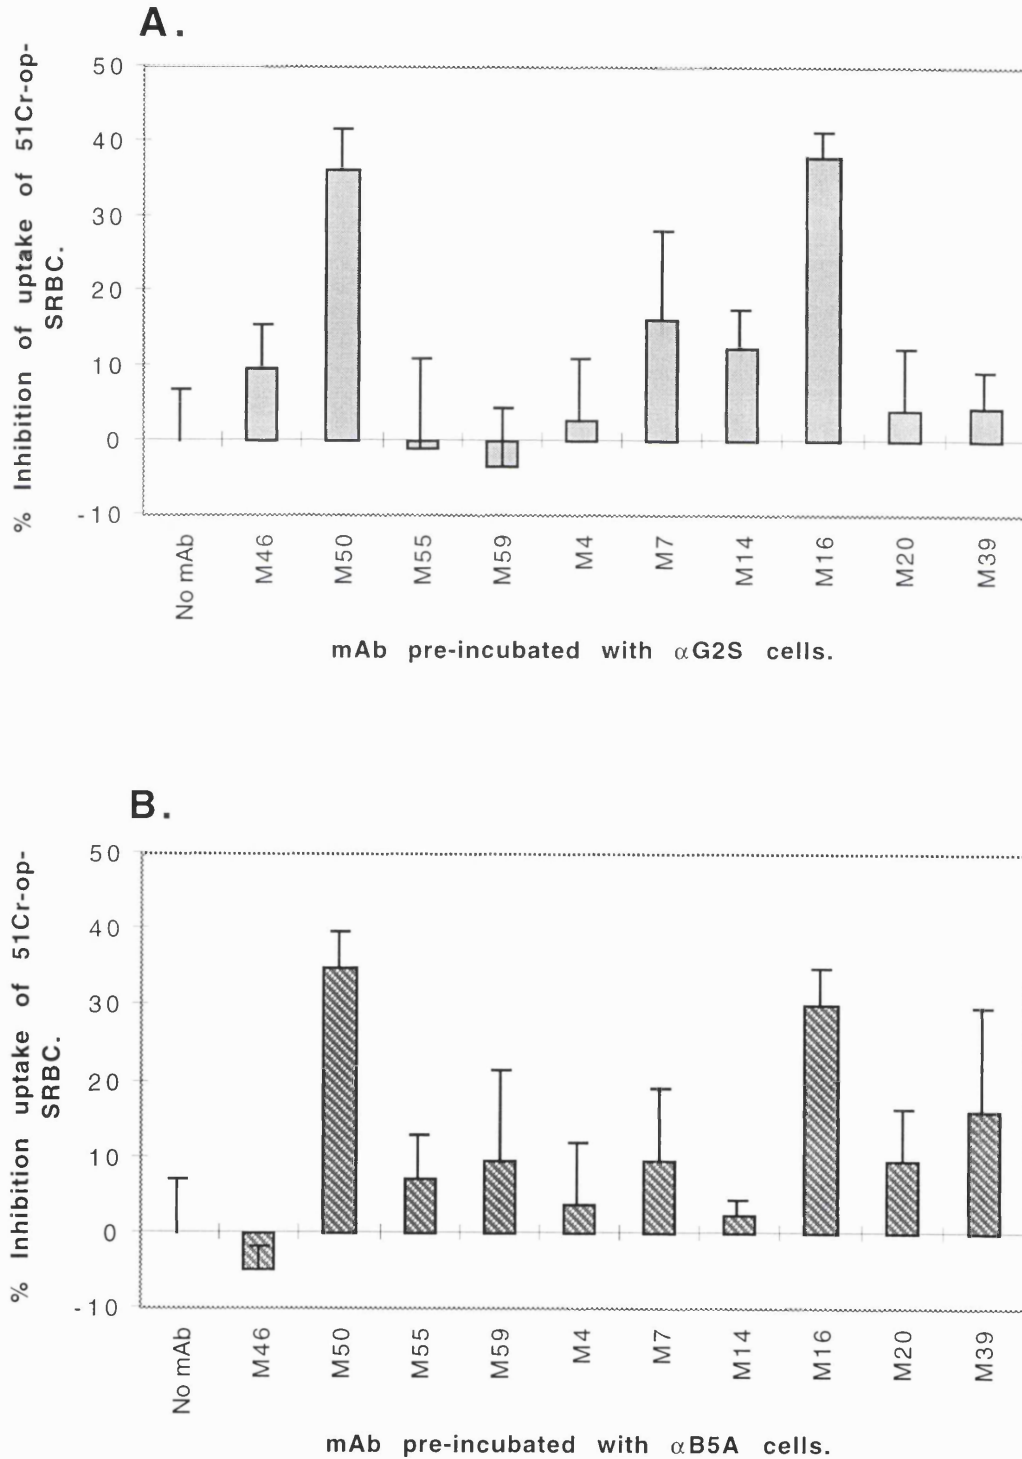 A.
% Inhibition of uptake of 51Cr-op-
SRBC.
50
40
30
20
10
0
-10
No mAb
M46
M50
M55
M59
M4
M7
M14
M16
M20
M39
mAb pre-incubated with αG2S cells.
B.
% Inhibition uptake of 51Cr-op-
SRBC.
50
40
30
20
10
0
-10
No mAb
M46
M50
M55
M59
M4
M7
M14
M16
M20
M39
mAb pre-incubated with αB5A cells.